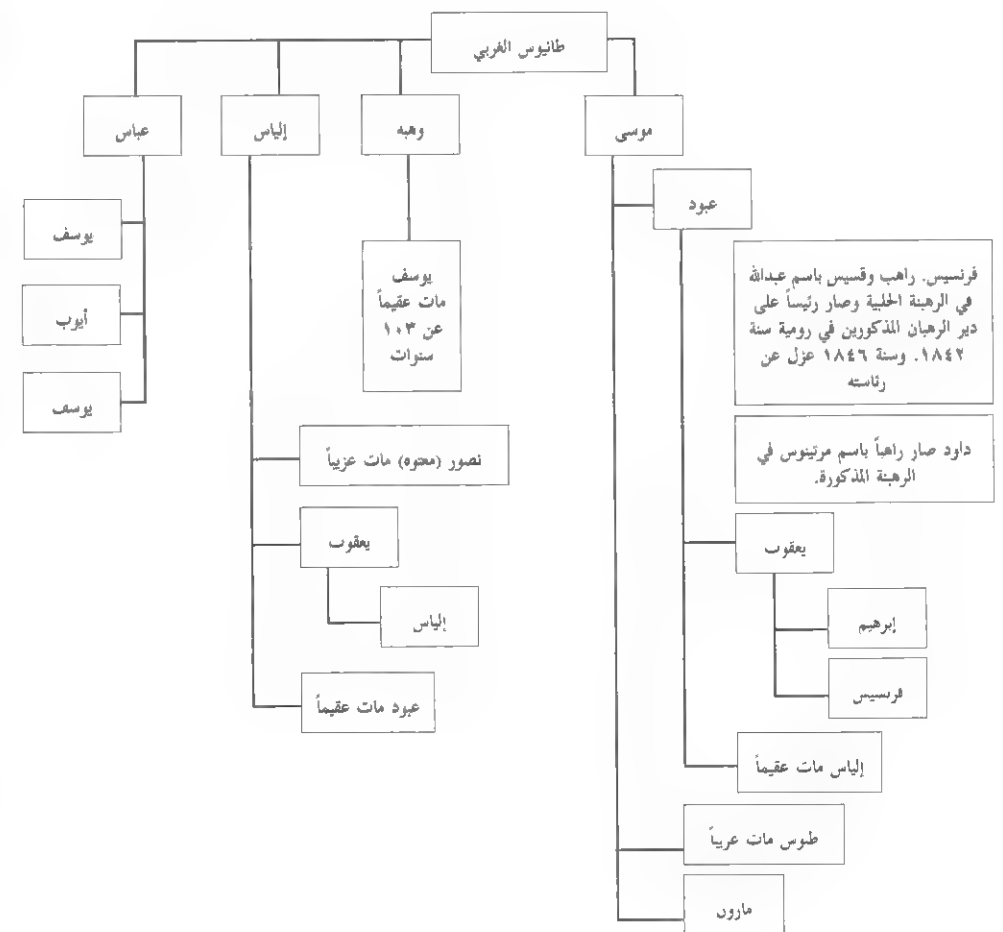 طانيوس الغربي
موسى
وهبه
إلياس
عباس
عبود
فرنسيس. راهب وقسيس باسم عبدالله
في الرهبنة الحلبية وصار رئيساً على
دير الرهبان المذكورين في رومية سنة
١٨٤٢. وسنة ١٨٤٦ عزل عن
رئاسته
داود صار راهباً باسم مرتينوس في
الرهبنة المذكورة.
يعقوب
إبرهيم
فرنسيس
إلياس مات عقيماً
طنوس مات عزيباً
مارون
يوسف
مات عقيماً
عن ١٠٣
سنوات
نصور (معتوه) مات عزيباً
يعقوب
إلياس
عبود مات عقيماً
يوسف
أيوب
يوسف